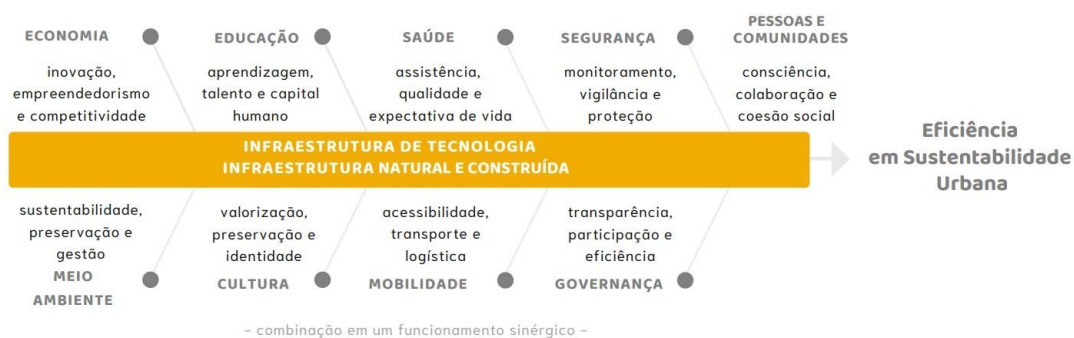 ECONOMIA
inovação,
empreendedorismo
e competitividade
EDUCAÇÃO
aprendizagem,
talento e capital
humano
SAÚDE
assistência,
qualidade e
expectativa de vida
SEGURANÇA
monitoramento,
vigilância e
proteção
PESSOAS E
COMUNIDADES
consciência,
colaboração e
coesão social
INFRAESTRUTURA DE TECNOLOGIA
INFRAESTRUTURA NATURAL E CONSTRUÍDA
Eficiência
em Sustentabilidade
Urbana
sustentabilidade,
preservação e
gestão
MEIO
AMBIENTE
valorização,
preservação e
identidade
CULTURA
acessibilidade,
transporte e
logística
MOBILIDADE
transparência,
participação e
eficiência
GOVERNANÇA
– combinação em um funcionamento sinérgico –